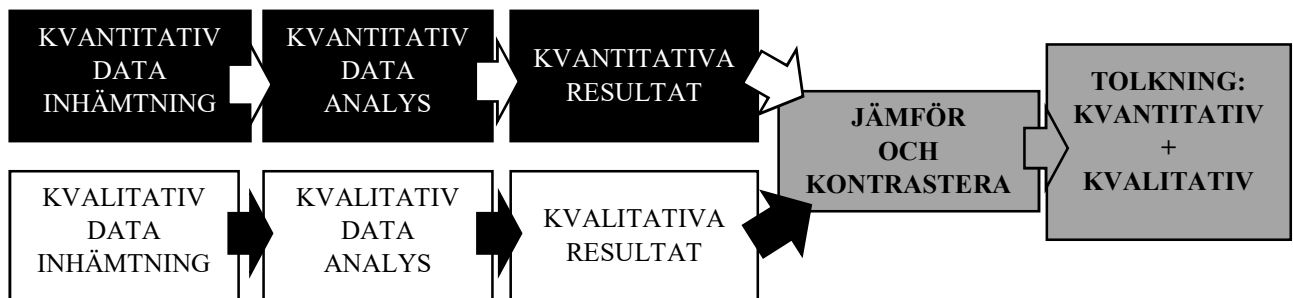 KVANTITATIV
DATA
INHÄMTNING
KVANTITATIV
DATA
ANALYS
KVANTITATIVA
RESULTAT
KVALITATIV
DATA
INHÄMTNING
KVALITATIV
DATA
ANALYS
KVALITATIVA
RESULTAT
JÄMFÖR
OCH
KONTRASTERA
TOLKNING:
KVANTITATIV
+
KVALITATIV